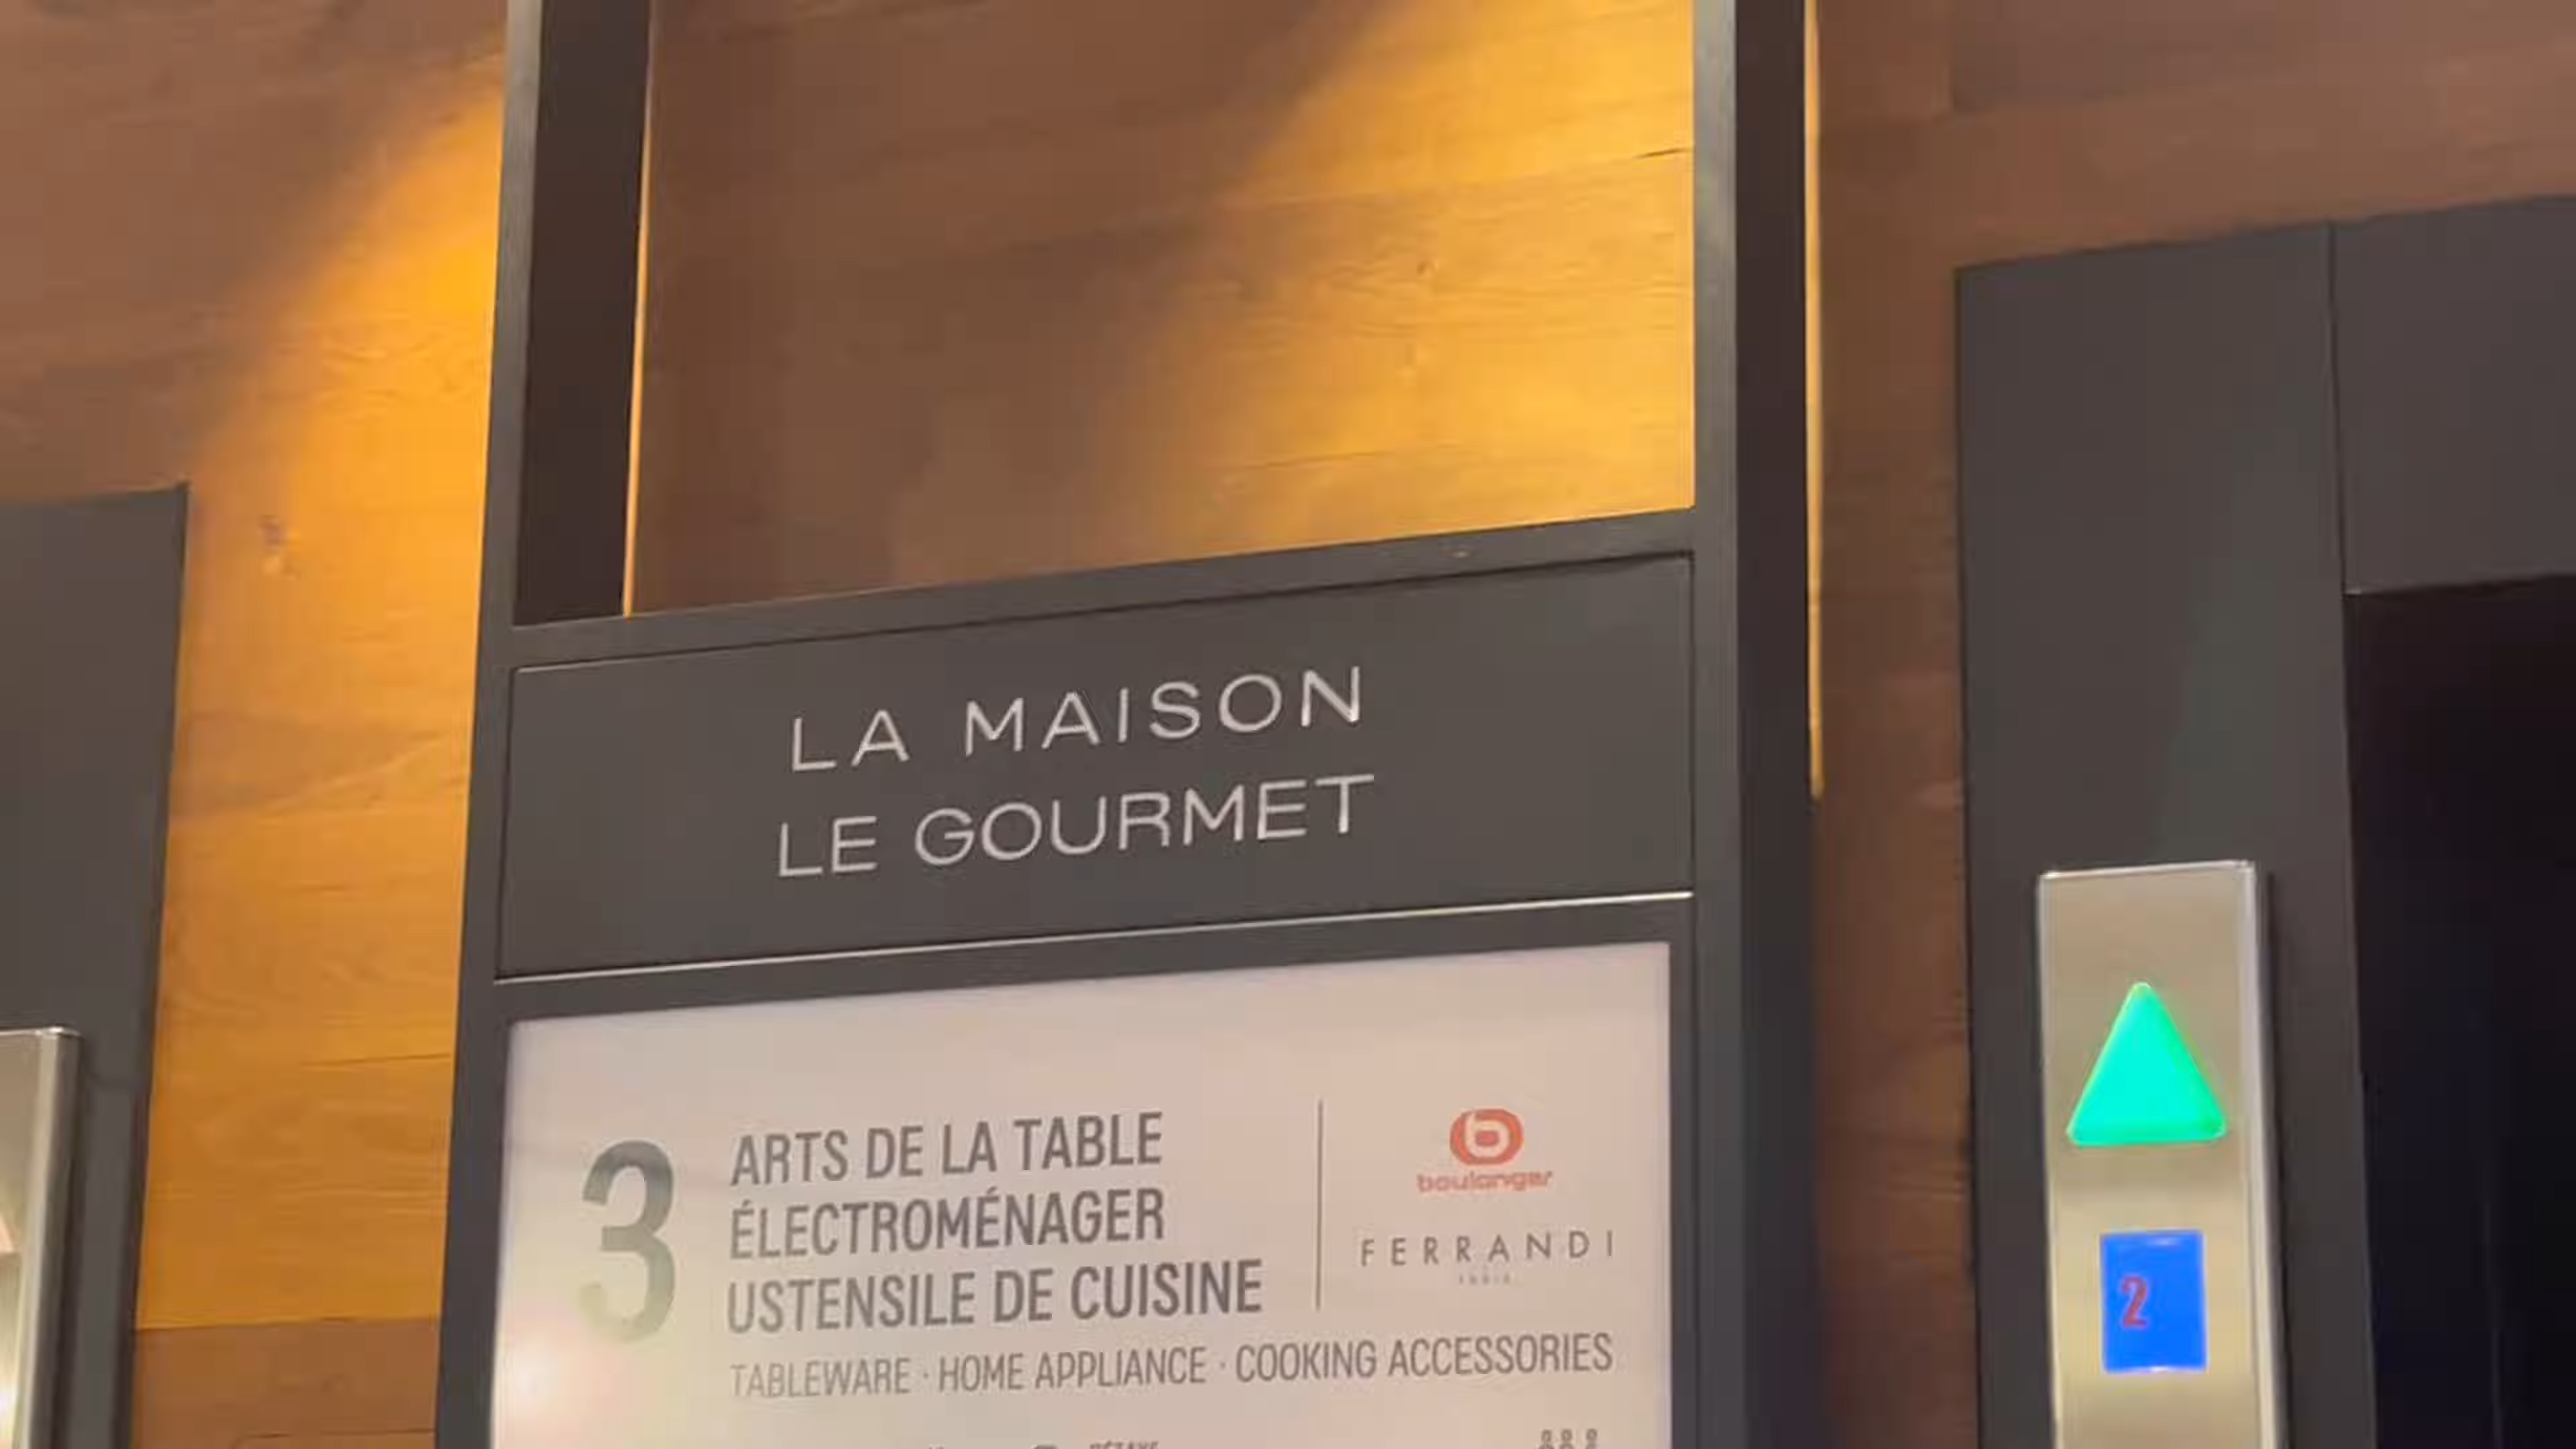 LA MAISON
LE GOURMET
3
ARTS DE LA TABLE
ÉLECTROMÉNAGER
USTENSILE DE CUISINE
TABLEWARE · HOME APPLIANCE · COOKING ACCESSORIES
boulanger
FERRANDI
PARIS
2